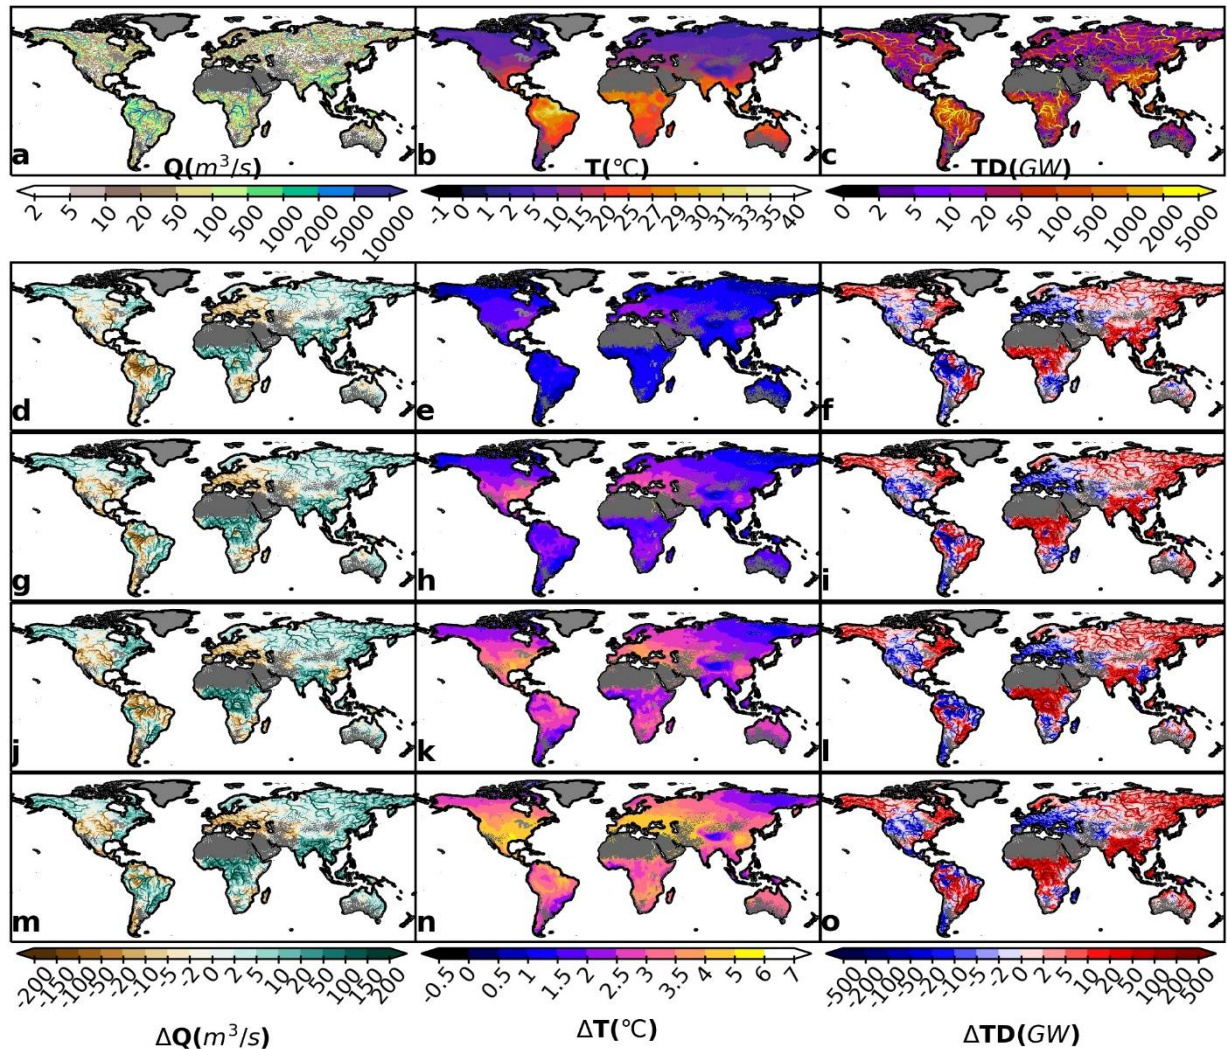 a
Q(m³/s)
b
T(°C)
c
TD(GW)
2 5 10 20 50 100 500 1000 2000 5000 10000
-1 0 1 2 5 10 15 20 25 27 29 30 31 33 35 40
0 2 5 10 20 50 100 500 1000 2000 5000
d
e
f
g
h
i
j
k
l
m
n
o
-200 -150 -100 -50 -20 -10 -5 -2 0 2 5 10 20 50 100 150 200
-0.5 0 0.5 1 1.5 2 2.5 3 3.5 4 5 6 7
-500 -100 -50 -20 -10 -5 -2 0 2 5 10 20 50 100 500
ΔQ(m³/s)
ΔT(°C)
ΔTD(GW)